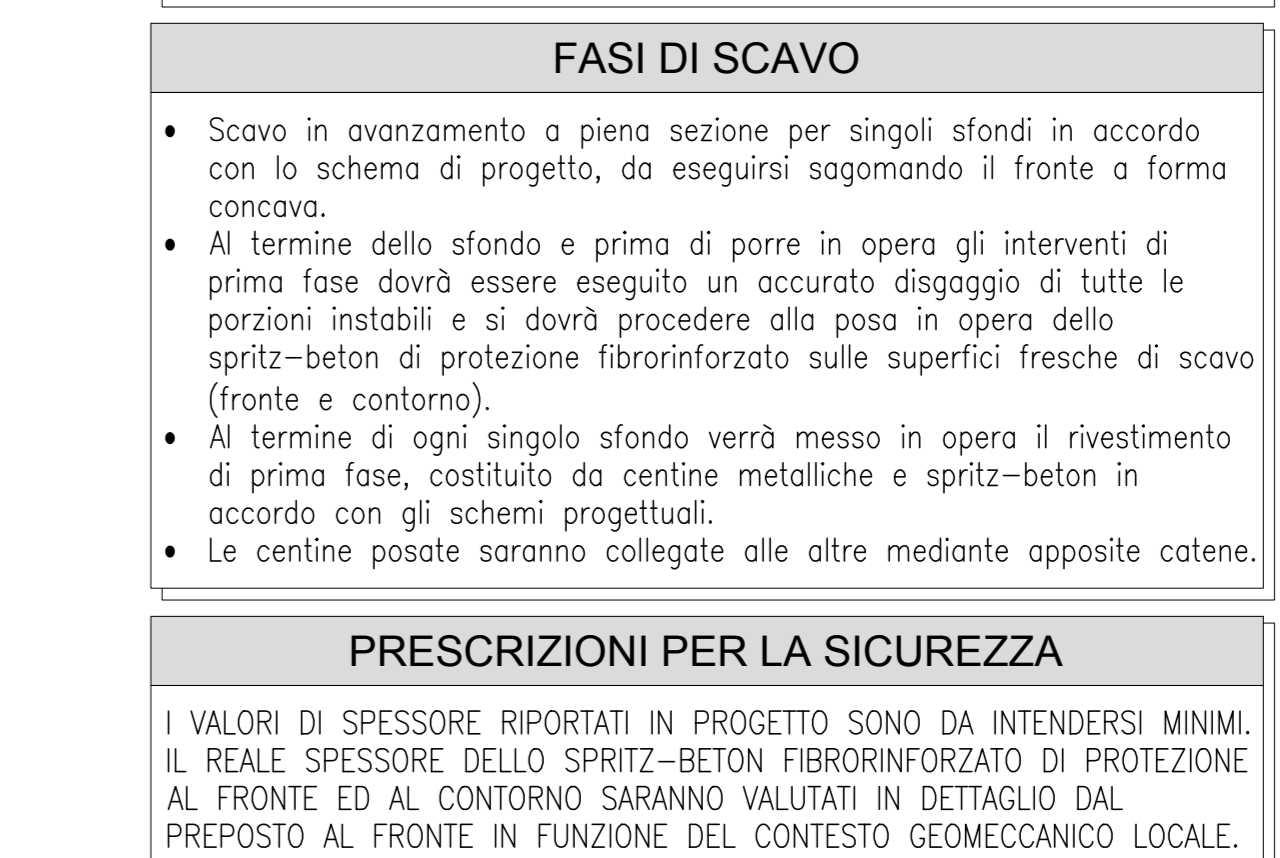 FASI DI SCAVO
• Scavo in avanzamento a piena sezione per singoli sfondi in accordo
con lo schema di progetto, da eseguirsi sagomando il fronte a forma
concava.
• Al termine dello sfondo e prima di porre in opera gli interventi di
prima fase dovrà essere eseguito un accurato disgaggio di tutte le
porzioni instabili e si dovrà procedere alla posa in opera dello
spritz-beton di protezione fibrorinforzato sulle superfici fresche di scavo
(fronte e contorno).
• Al termine di ogni singolo sfondo verrà messo in opera il rivestimento
di prima fase, costituito da centine metalliche e spritz-beton in
accordo con gli schemi progettuali.
• Le centine posate saranno collegate alle altre mediante apposite catene.
PRESCRIZIONI PER LA SICUREZZA
I VALORI DI SPESSORE RIPORTATI IN PROGETTO SONO DA INTENDERSI MINIMI.
IL REALE SPESSORE DELLO SPRITZ-BETON FIBRORINFORZATO DI PROTEZIONE
AL FRONTE ED AL CONTORNO SARANNO VALUTATI IN DETTAGLIO DAL
PREPOSTO AL FRONTE IN FUNZIONE DEL CONTESTO GEOMECCANICO LOCALE.